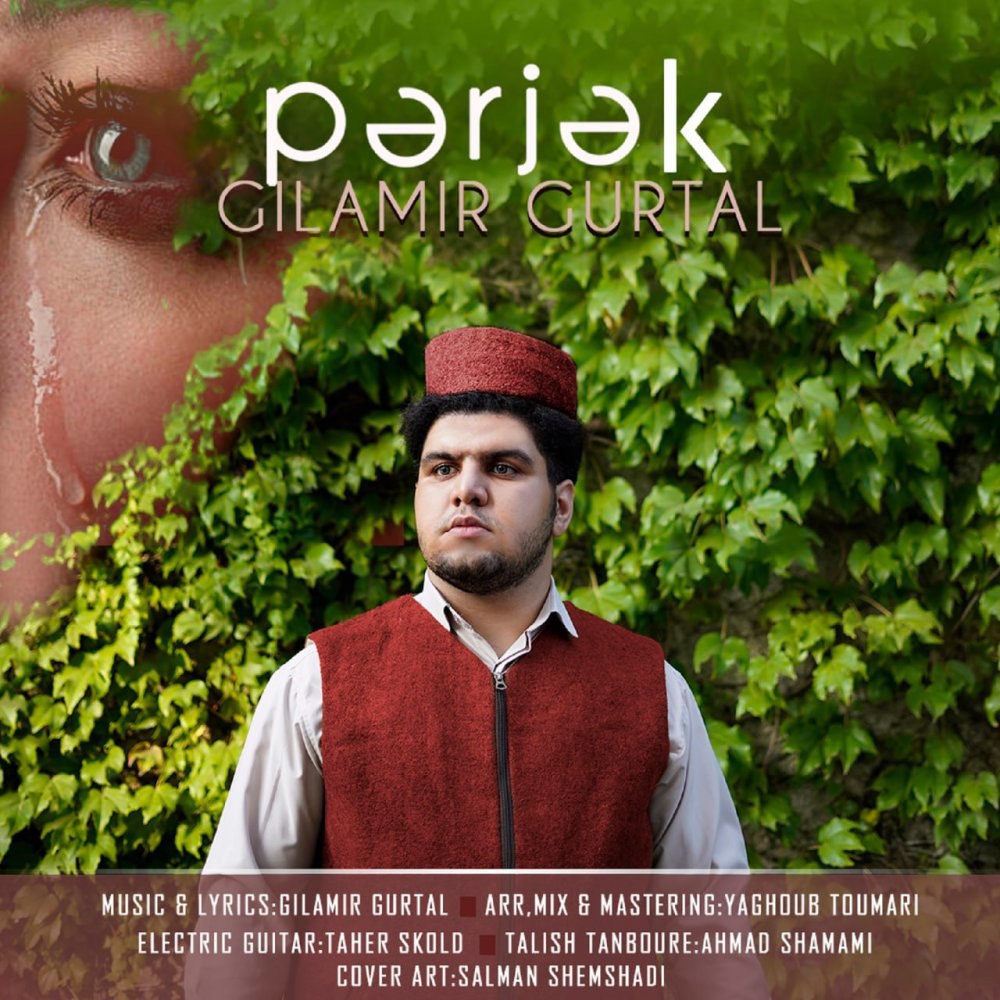 pərjək
GILAMIR GURTAL
MUSIC & LYRICS:GILAMIR GURTAL ■ ARR,MIX & MASTERING:YAGHOUB TOUMARI
ELECTRIC GUITAR:TAHER SKOLD ■ TALISH TANBOURE:AHMAD SHAMAMI
COVER ART:SALMAN SHEMSHADI